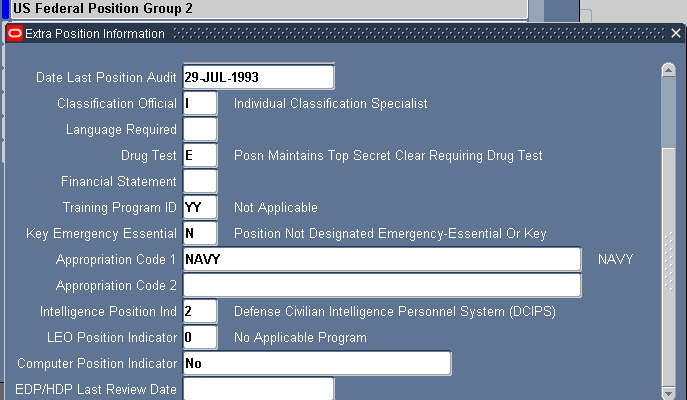 US Federal Position Group 2
Extra Position Information
Date Last Position Audit 29-JUL-1993
Classification Official I Individual Classification Specialist
Language Required
Drug Test E Posn Maintains Top Secret Clear Requiring Drug Test
Financial Statement
Training Program ID YY Not Applicable
Key Emergency Essential N Position Not Designated Emergency-Essential Or Key
Appropriation Code 1 NAVY NAVY
Appropriation Code 2
Intelligence Position Ind 2 Defense Civilian Intelligence Personnel System (DCIPS)
LEO Position Indicator 0 No Applicable Program
Computer Position Indicator No
EDP/HDP Last Review Date